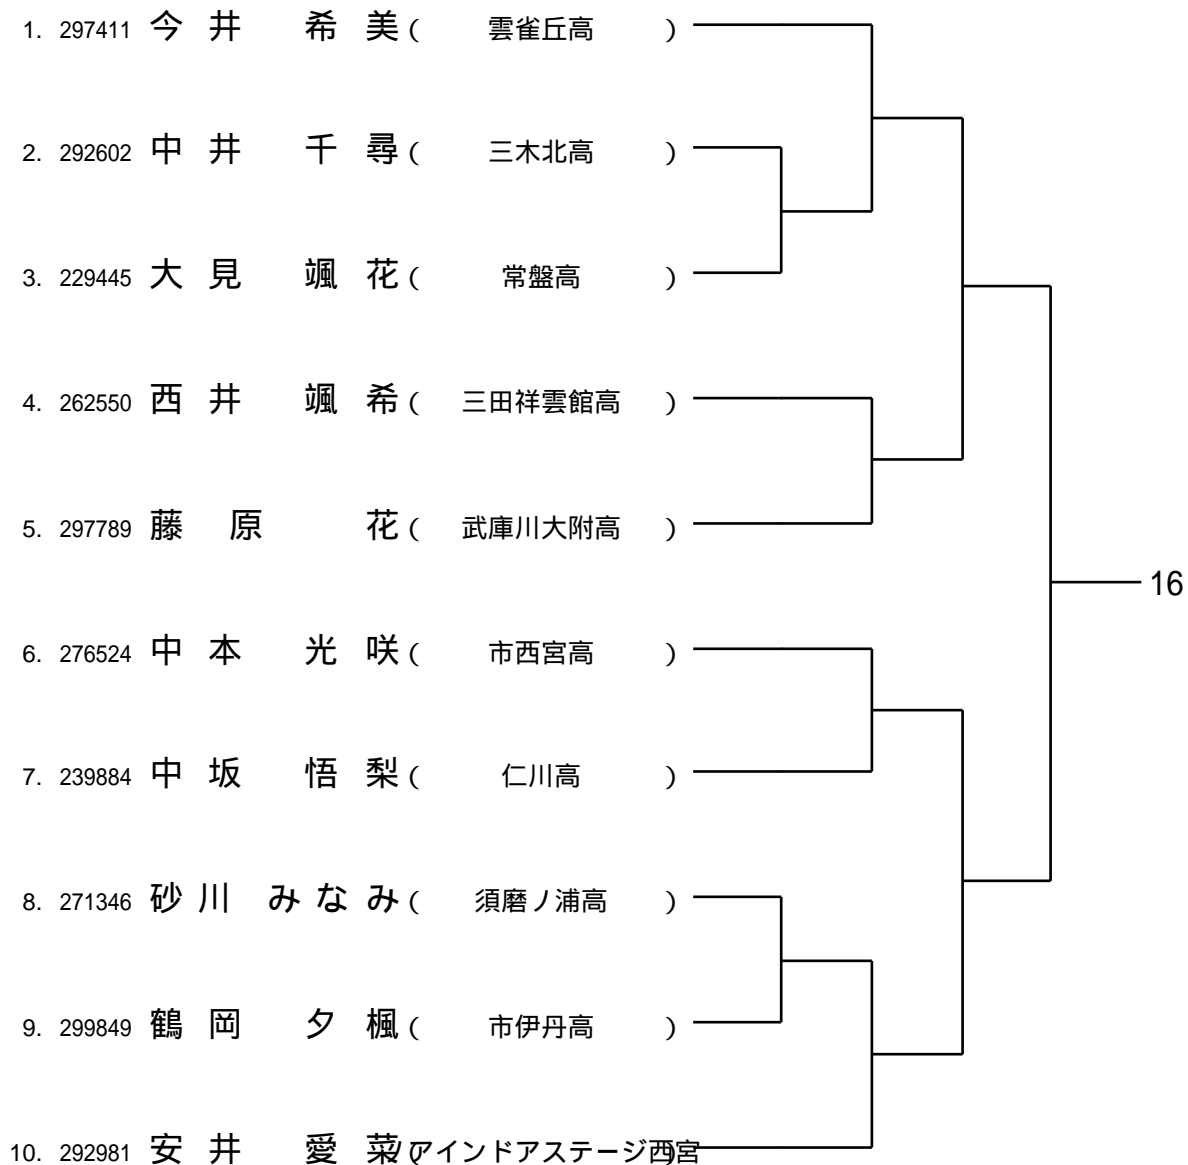 1. 297411 今井 希美 ( 雲雀丘高 )
2. 292602 中井 千尋 ( 三木北高 )
3. 229445 大見 颯花 ( 常盤高 )
4. 262550 西井 颯希 ( 三田祥雲館高 )
5. 297789 藤原 花 ( 武庫川大附高 )
16
6. 276524 中本 光咲 ( 市西宮高 )
7. 239884 中坂 悟梨 ( 仁川高 )
8. 271346 砂川 みなみ ( 須磨ノ浦高 )
9. 299849 鶴岡 夕楓 ( 市伊丹高 )
10. 292981 安井 愛菜 ( アインドアステージ西宮 )